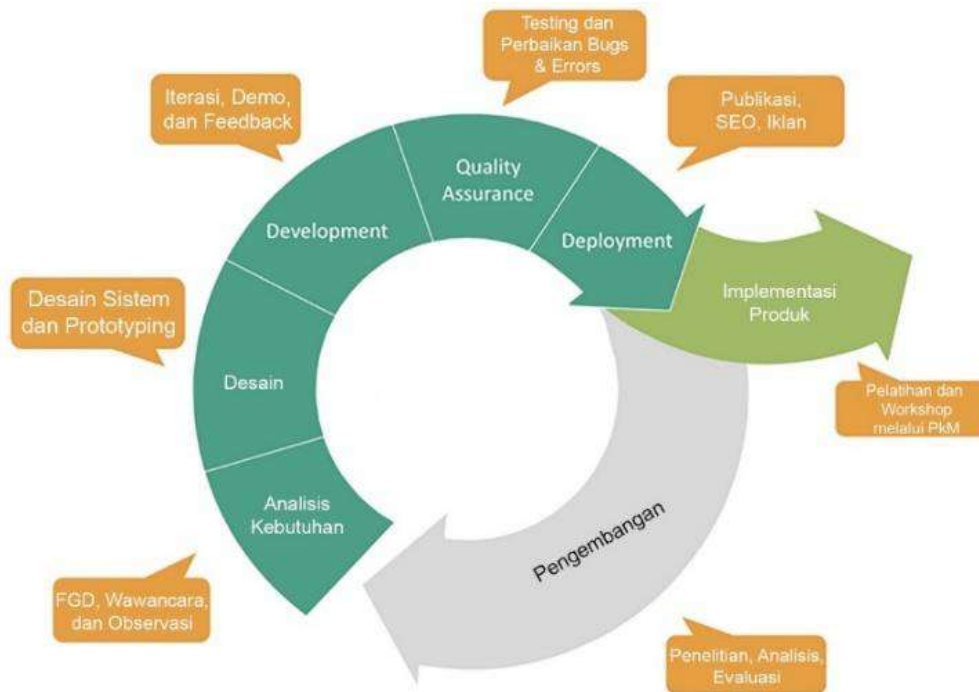 Testing dan
Perbaikan Bugs
& Errors
Iterasi, Demo,
dan Feedback
Publikasi,
SEO, Iklan
Quality
Assurance
Development
Deployment
Implementasi
Produk
Desain Sistem
dan Prototyping
Desain
Pelatihan dan
Workshop
melalui PkM
Analisis
Kebutuhan
Pengembangan
FGD, Wawancara,
dan Observasi
Penelitian, Analisis,
Evaluasi